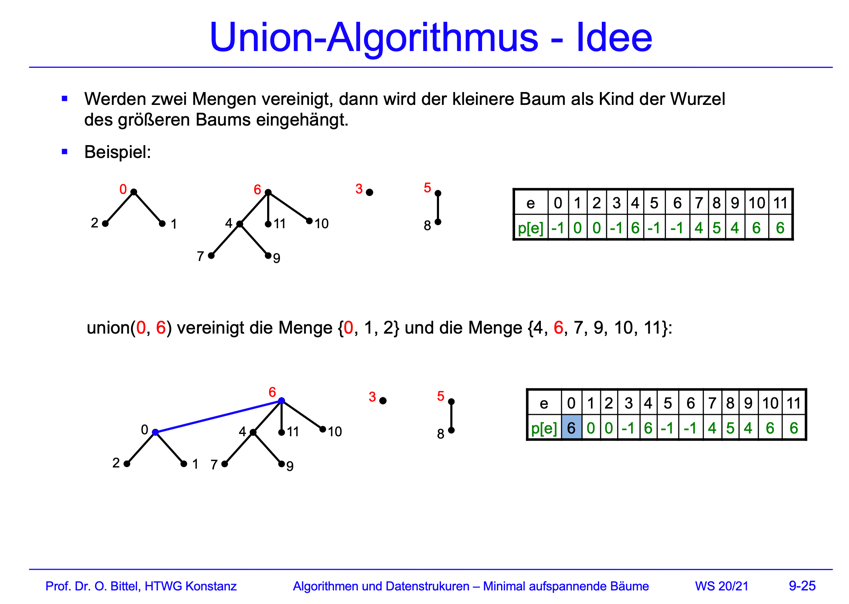 Union-Algorithmus - Idee
▪ Werden zwei Mengen vereinigt, dann wird der kleinere Baum als Kind der Wurzel
des größeren Baums eingehängt.
▪ Beispiel:
0 6 3 5
2 1 4 11 10 8
7 9
e 0 1 2 3 4 5 6 7 8 9 10 11
p[e] -1 0 0 -1 6 -1 -1 4 5 4 6 6
union(0, 6) vereinigt die Menge {0, 1, 2} und die Menge {4, 6, 7, 9, 10, 11}:
6 3 5
0 4 11 10 8
2 1 7 9
e 0 1 2 3 4 5 6 7 8 9 10 11
p[e] 6 0 0 -1 6 -1 -1 4 5 4 6 6
Prof. Dr. O. Bittel, HTWG Konstanz Algorithmen und Datenstrukuren – Minimal aufspannende Bäume WS 20/21 9-25